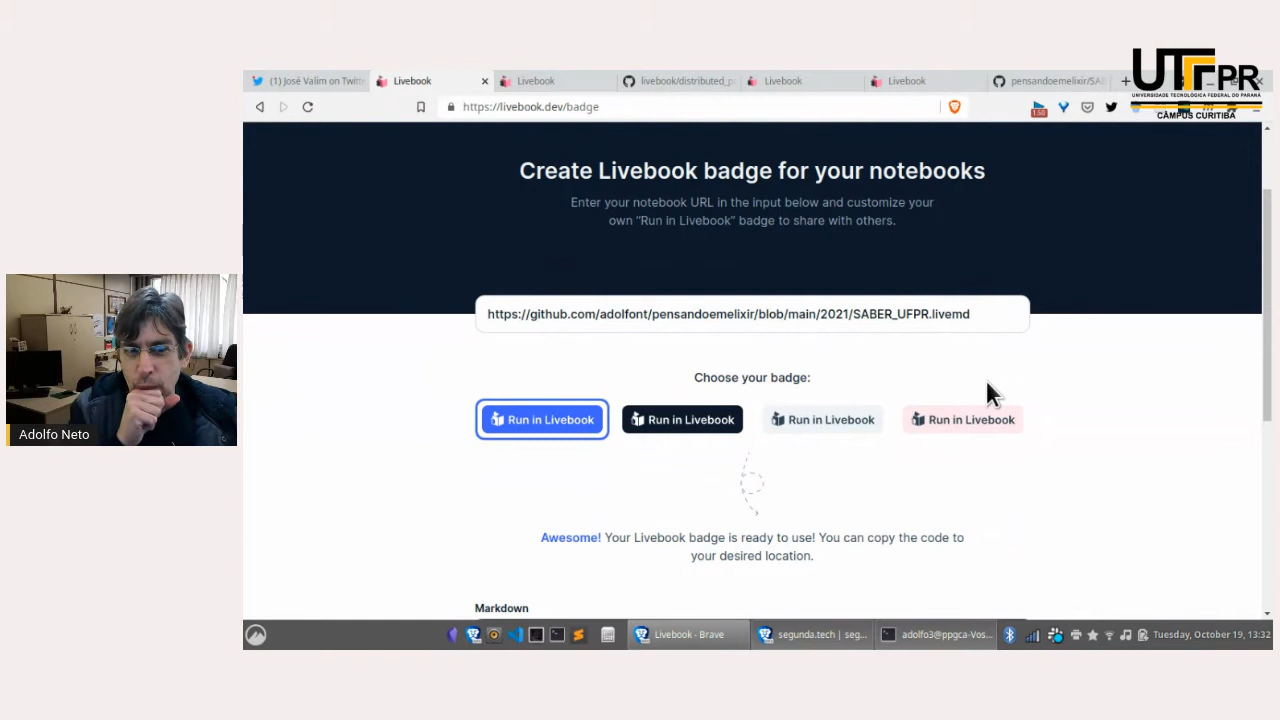 UTFPR
UNIVERSIDADE TECNOLÓGICA FEDERAL DO PARANÁ
CÂMPUS CURITIBA
(1) José Valim on Twitt
Livebook
Livebook
livebook/distributed_p
Livebook
Livebook
pensandoemelixir/SA
https://livebook.dev/badge
1.50
Create Livebook badge for your notebooks
Enter your notebook URL in the input below and customize your
own “Run in Livebook” badge to share with others.
https://github.com/adolfont/pensandoemelixir/blob/main/2021/SABER_UFPR.livemd
Choose your badge:
Run in Livebook
Run in Livebook
Run in Livebook
Run in Livebook
Awesome! Your Livebook badge is ready to use! You can copy the code to
your desired location.
Markdown
Adolfo Neto
Livebook - Brave
segunda.tech | seg...
adolfo3@ppgca-Vos...
Tuesday, October 19, 13:32